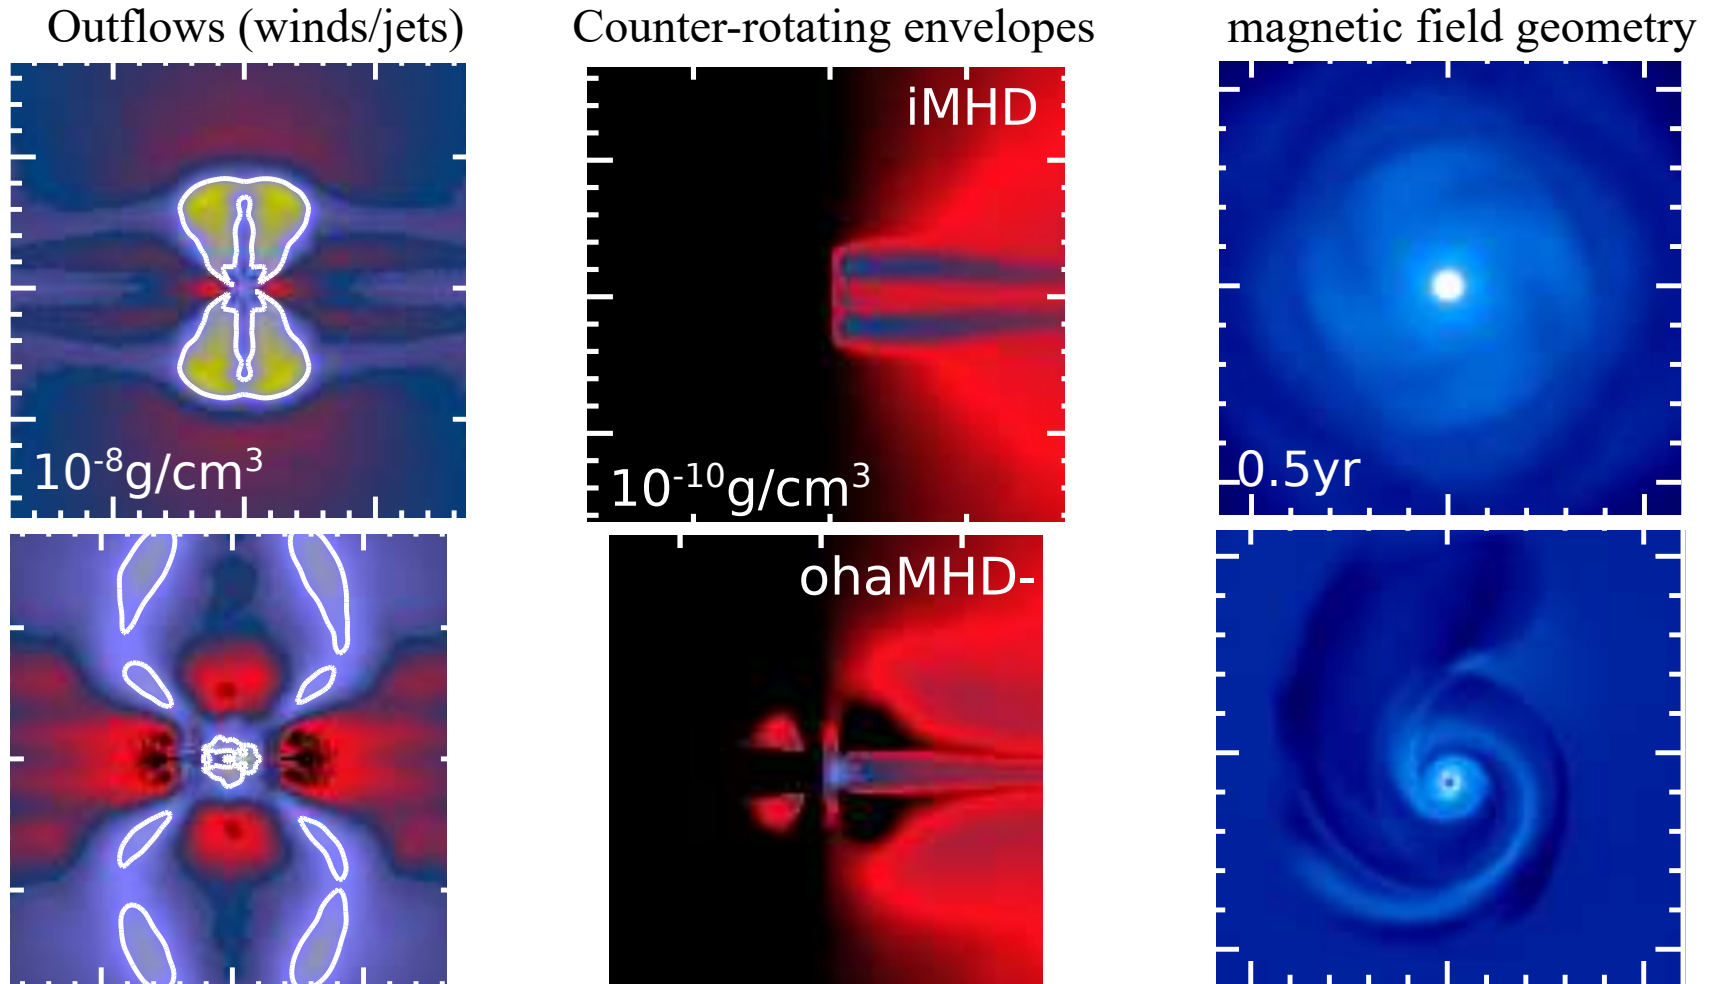 Outflows (winds/jets)
Counter-rotating envelopes
magnetic field geometry
iMHD
10⁻⁸g/cm³
10⁻¹⁰g/cm³
0.5yr
ohaMHD-